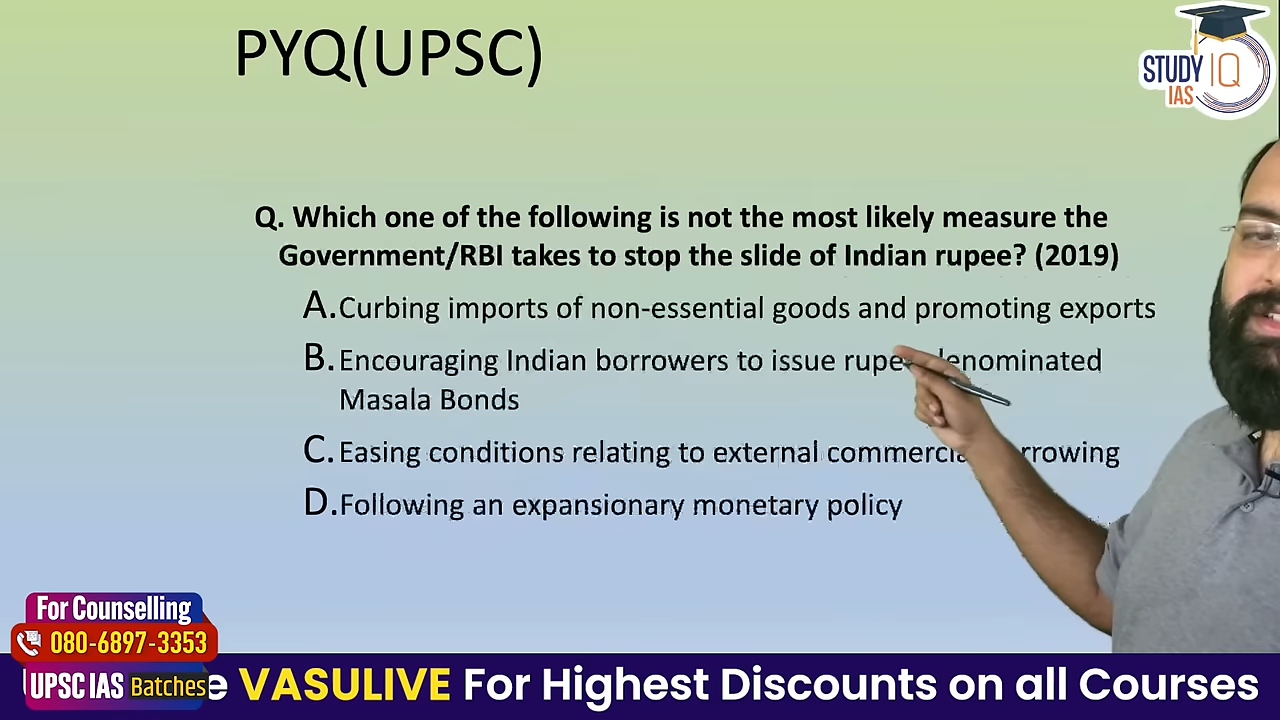 PYQ(UPSC)
STUDY IQ
IAS
Q. Which one of the following is not the most likely measure the
Government/RBI takes to stop the slide of Indian rupee? (2019)
A. Curbing imports of non-essential goods and promoting exports
B. Encouraging Indian borrowers to issue denominated
Masala Bonds
C. Easing conditions relating to external
D. Following an expansionary monetary policy
For Counselling
080-6897-3353
UPSC IAS Batches
VASULIVE For Highest Discounts on all Courses